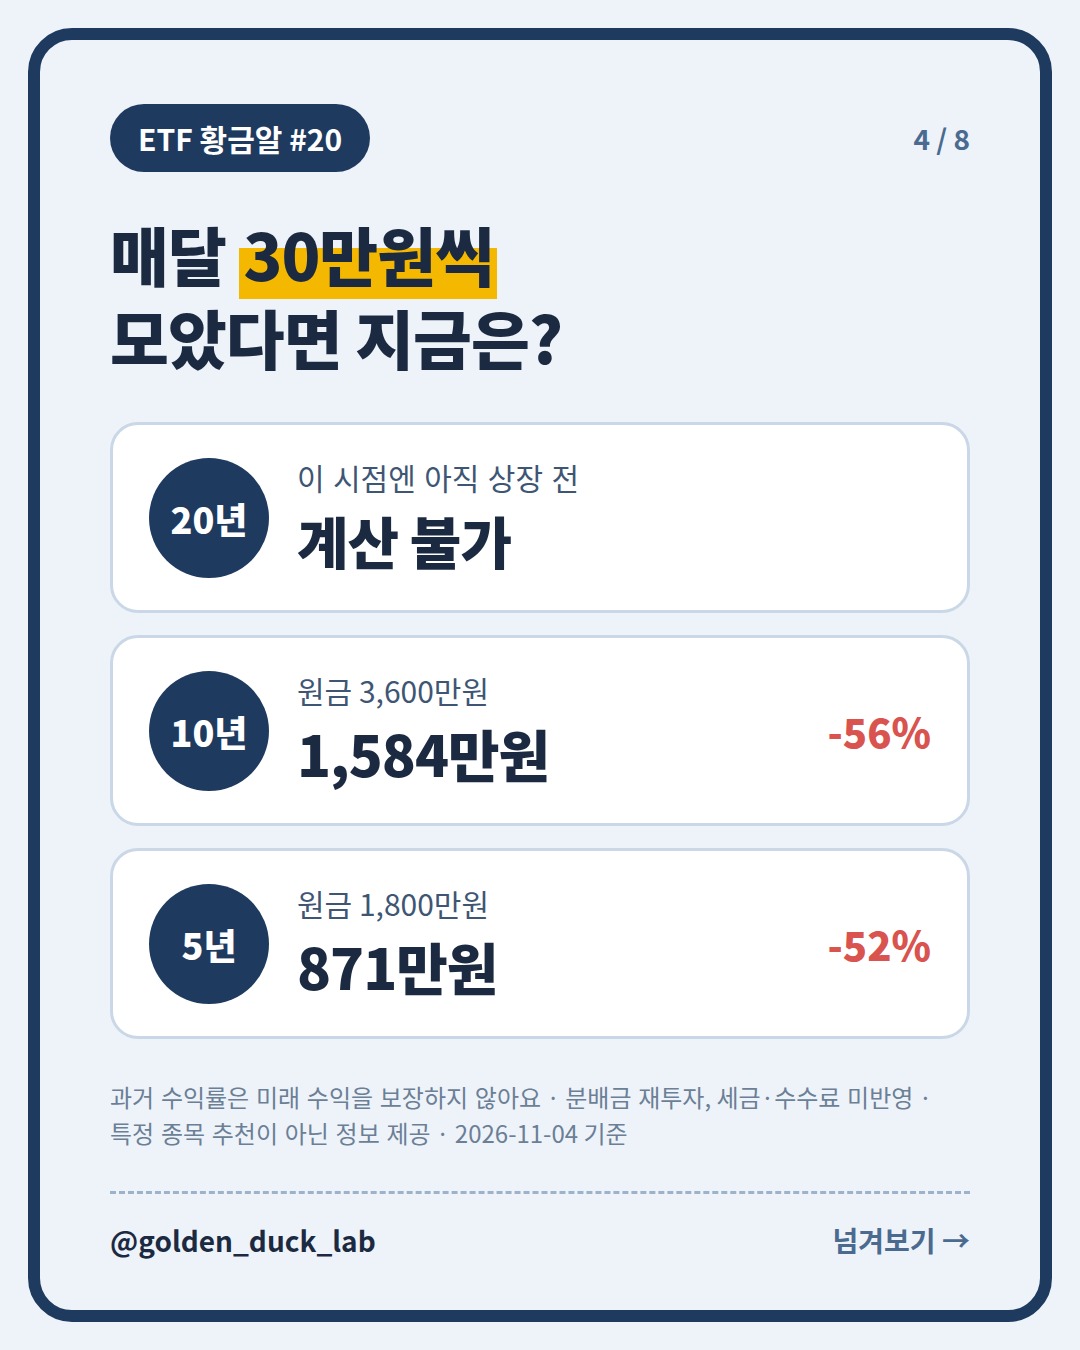 ETF 황금알 #20
4 / 8
매달 30만원씩
모았다면 지금은?
20년
이 시점엔 아직 상장 전
계산 불가
10년
원금 3,600만원
1,584만원
-56%
5년
원금 1,800만원
871만원
-52%
과거 수익률은 미래 수익을 보장하지 않아요 · 분배금 재투자, 세금·수수료 미반영 ·
특정 종목 추천이 아닌 정보 제공 · 2026-11-04 기준
@golden_duck_lab
넘겨보기 →